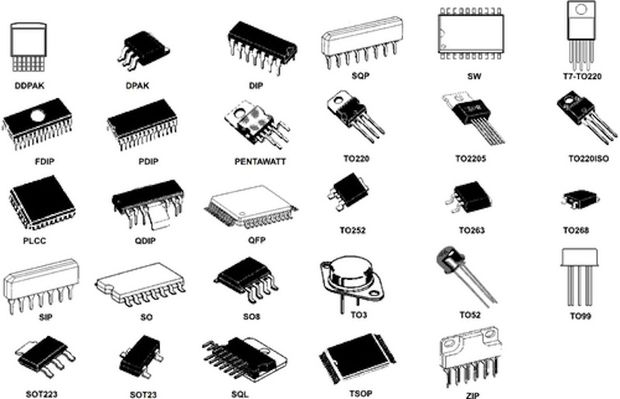 DDPAK
DPAK
DIP
SQP
SW
T7-TO220
FDIP
PDIP
PENTAWATT
TO220
TO2205
TO220ISO
PLCC
QDIP
QFP
TO252
TO263
TO268
SIP
SO
SO8
TO3
TO52
TO99
SOT223
SOT23
SQL
TSOP
ZIP